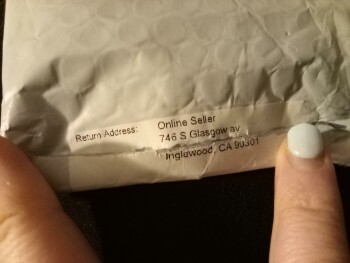 Return Address: Online Seller
746 S Glasgow av
Inglewood, CA 90301